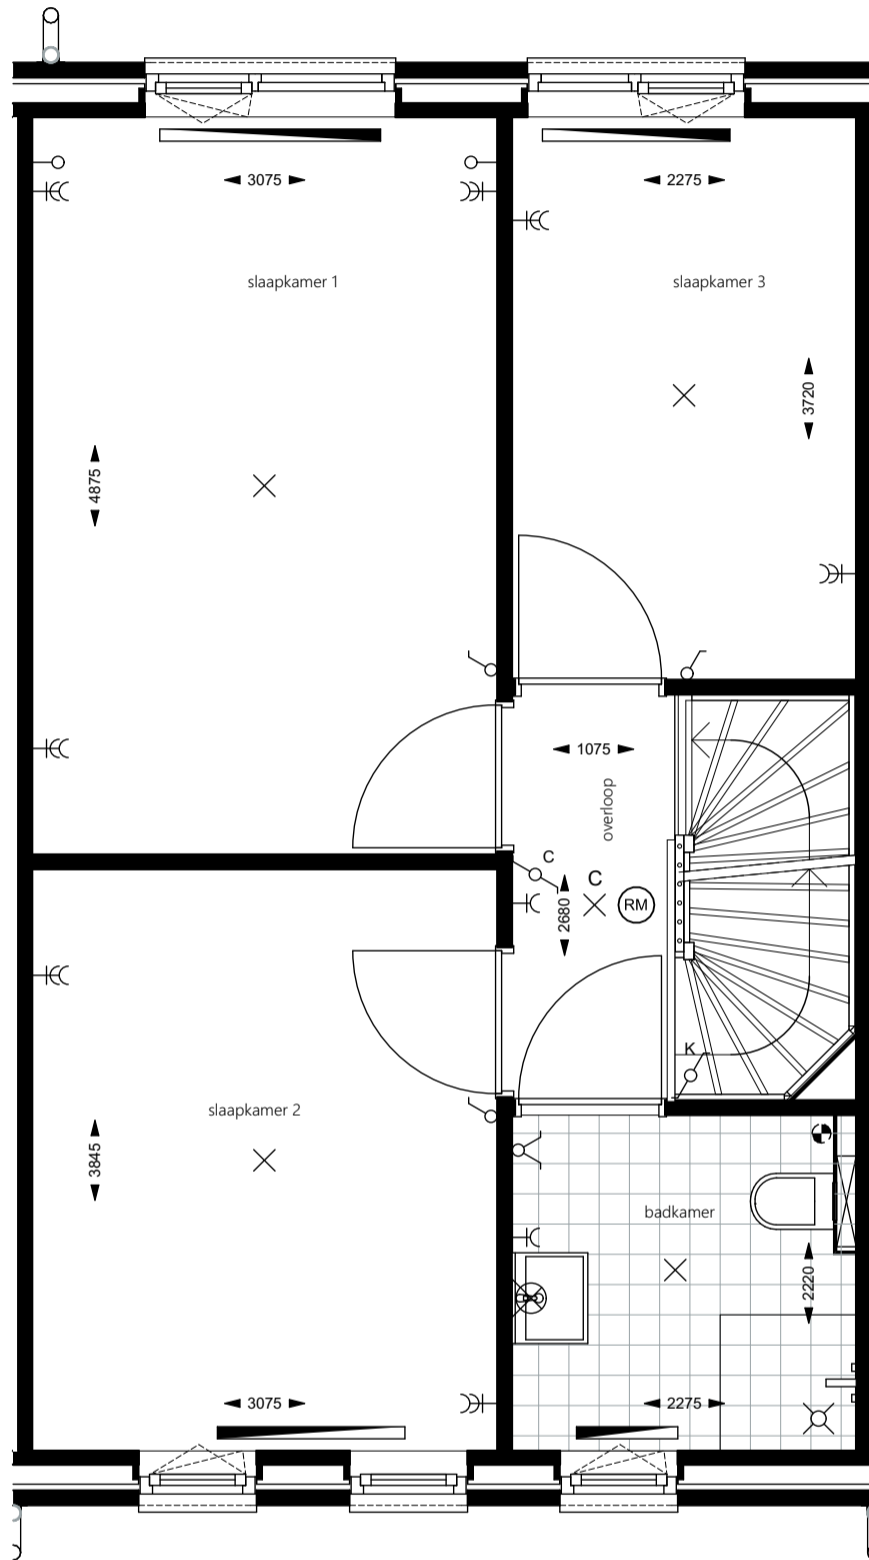 3075
2275
slaapkamer 1
slaapkamer 3
3720
4875
1075
overloop
C
C
RM
2680
K
slaapkamer 2
3845
badkamer
2220
3075
2275